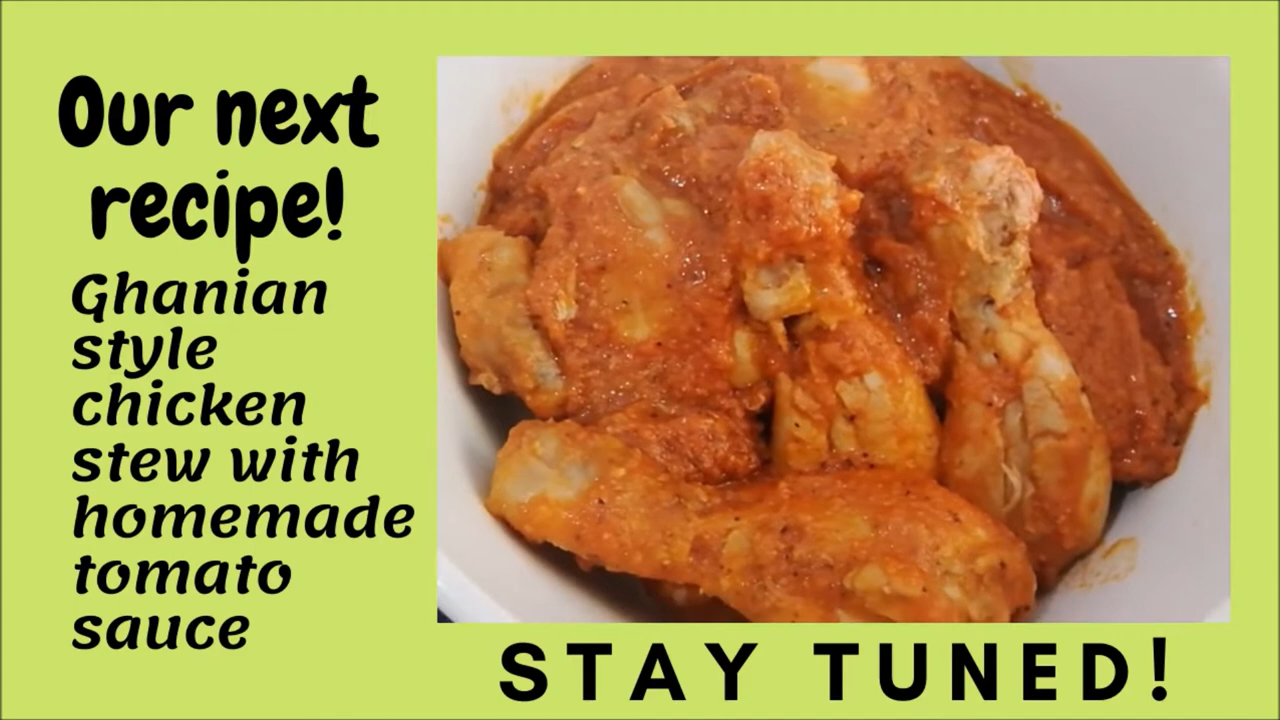 Our next
recipe!
Ghanian
style
chicken
stew with
homemade
tomato
sauce
STAY TUNED!